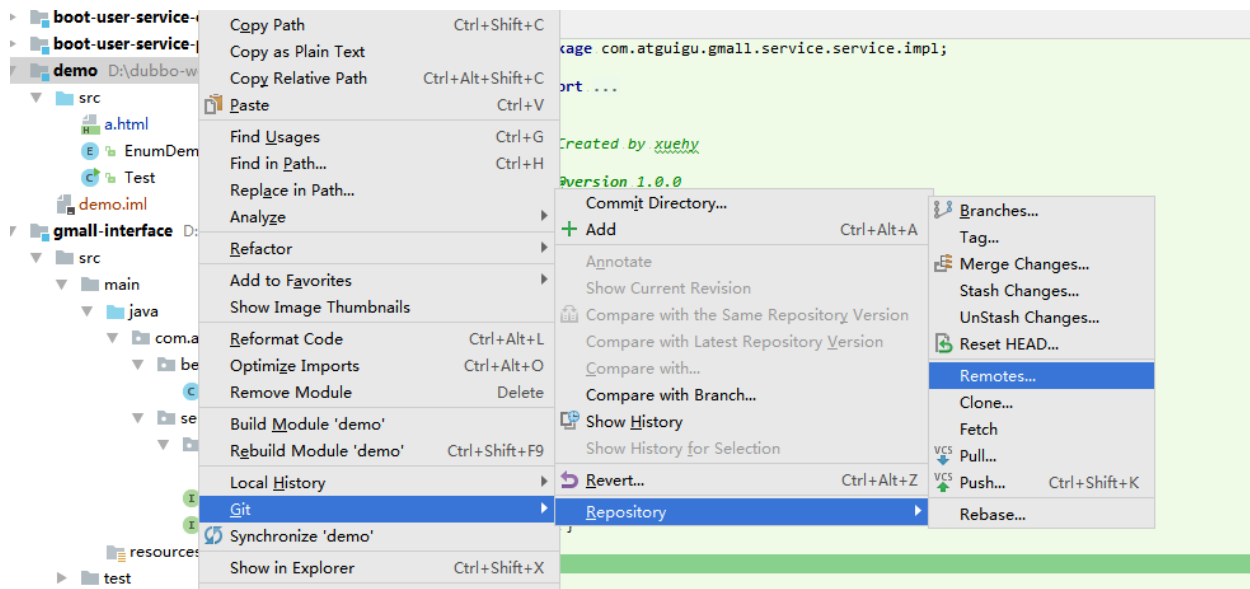 boot-user-service-
boot-user-service-
demo D:\dubbo-w
src
a.html
EnumDem
Test
demo.iml
gmall-interface D:
src
main
java
com.a
be
se
resources
test
Copy Path Ctrl+Shift+C
Copy as Plain Text
Copy Relative Path Ctrl+Alt+Shift+C
Paste Ctrl+V
Find Usages Ctrl+G
Find in Path... Ctrl+H
Replace in Path...
Analyze
Refactor
Add to Favorites
Show Image Thumbnails
Reformat Code Ctrl+Alt+L
Optimize Imports Ctrl+Alt+O
Remove Module Delete
Build Module 'demo'
Rebuild Module 'demo' Ctrl+Shift+F9
Local History
Git
Synchronize 'demo'
Show in Explorer Ctrl+Shift+X
kage com.atguigu.gmall.service.service.impl;
ort ...
Created by xuehy
@version 1.0.0
Commit Directory...
Add Ctrl+Alt+A
Annotate
Show Current Revision
Compare with the Same Repository Version
Compare with Latest Repository Version
Compare with...
Compare with Branch...
Show History
Show History for Selection
Revert... Ctrl+Alt+Z
Repository
Branches...
Tag...
Merge Changes...
Stash Changes...
UnStash Changes...
Reset HEAD...
Remotes...
Clone...
Fetch
Pull...
Push... Ctrl+Shift+K
Rebase...